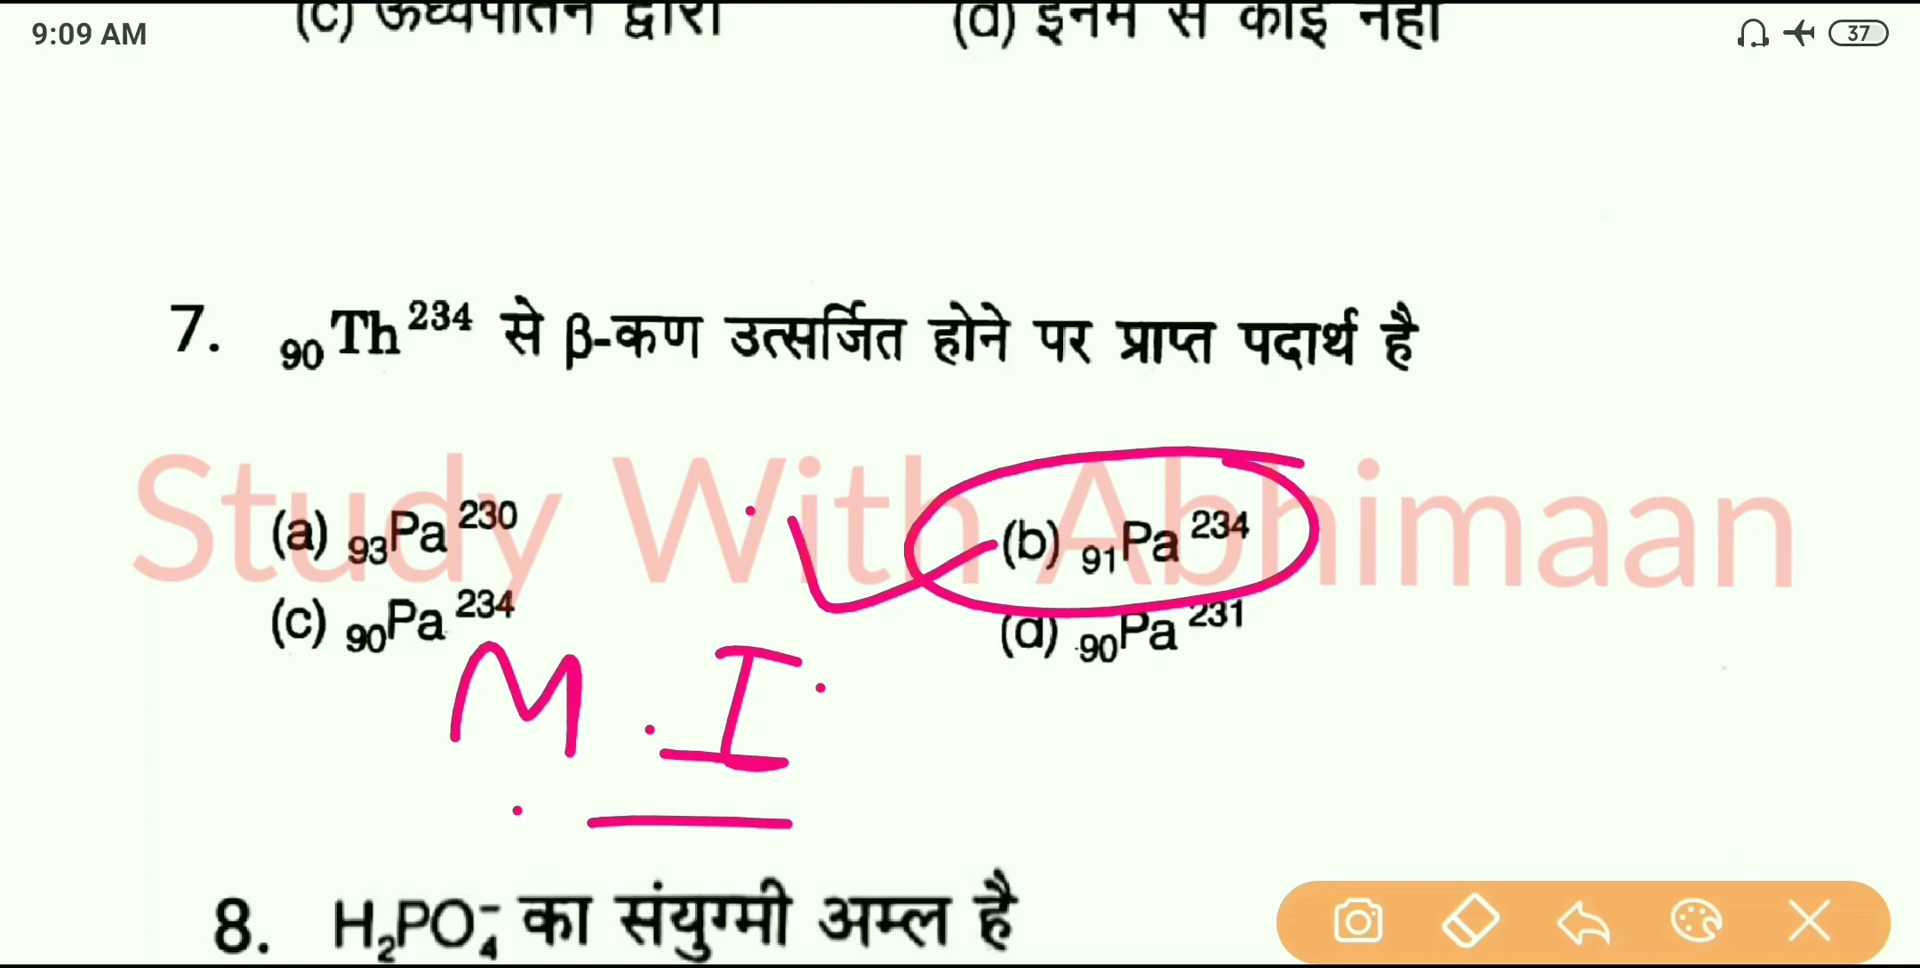 9:09 AM
37
(c) ऊर्ध्वपातन द्वारा (d) इनमें से कोई नहीं
7. ₉₀Th²³⁴ से β-कण उत्सर्जित होने पर प्राप्त पदार्थ है
Study With Abhimaan
(a) ₉₃Pa²³⁰ (b) ₉₁Pa²³⁴
(c) ₉₀Pa²³⁴ (d) ₉₀Pa²³¹
M.I
8. H₂PO₄⁻ का संयुग्मी अम्ल है